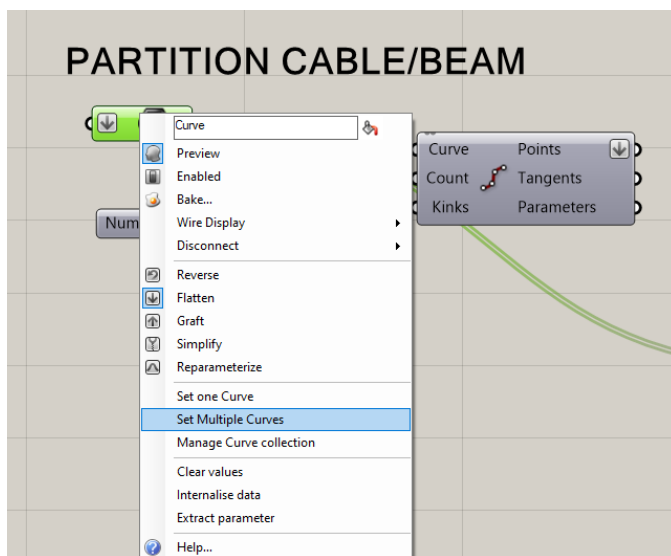 PARTITION CABLE/BEAM
Curve
Preview
Enabled
Bake...
Wire Display
Disconnect
Reverse
Flatten
Graft
Simplify
Reparameterize
Set one Curve
Set Multiple Curves
Manage Curve collection
Clear values
Internalise data
Extract parameter
Help...
Num
Curve Points
Count Tangents
Kinks Parameters